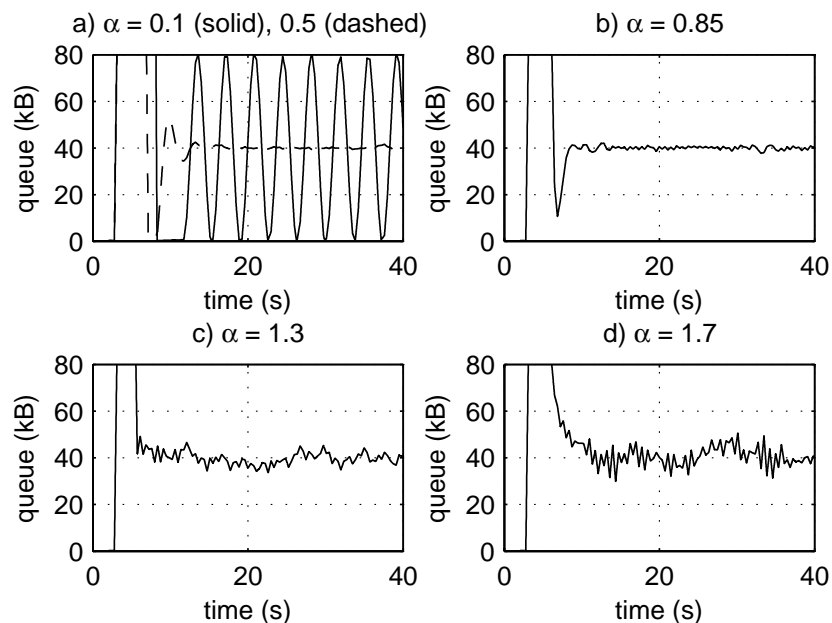 a) α = 0.1 (solid), 0.5 (dashed)
80
60
40
20
0
queue (kB)
0 20 40
time (s)
b) α = 0.85
80
60
40
20
0
queue (kB)
0 20 40
time (s)
c) α = 1.3
80
60
40
20
0
queue (kB)
0 20 40
time (s)
d) α = 1.7
80
60
40
20
0
queue (kB)
0 20 40
time (s)